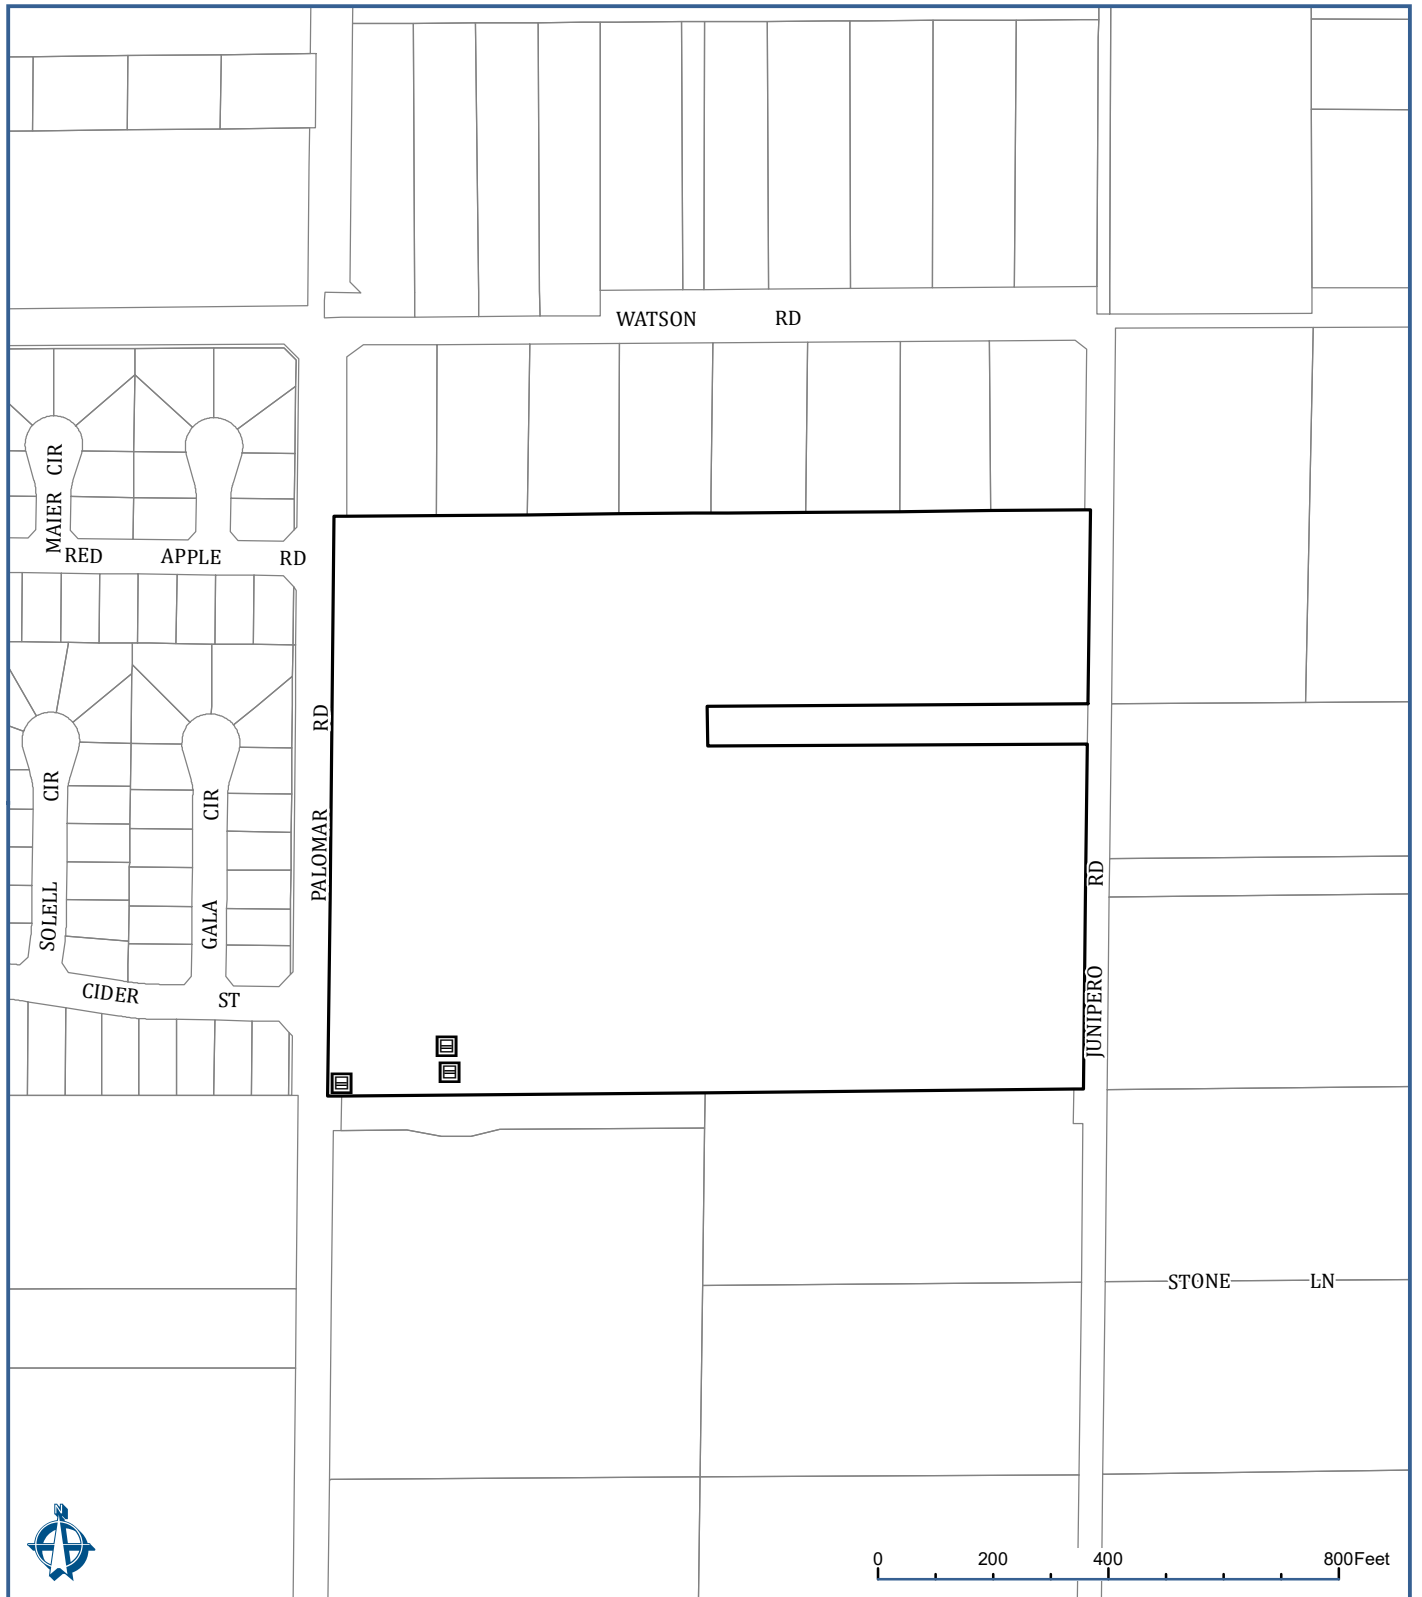 WATSON RD
MAIER CIR
RED APPLE RD
PALOMAR RD
SOLELL CIR
GALA CIR
JUNIPERO RD
CIDER ST
STONE LN
N
0 200 400 800Feet